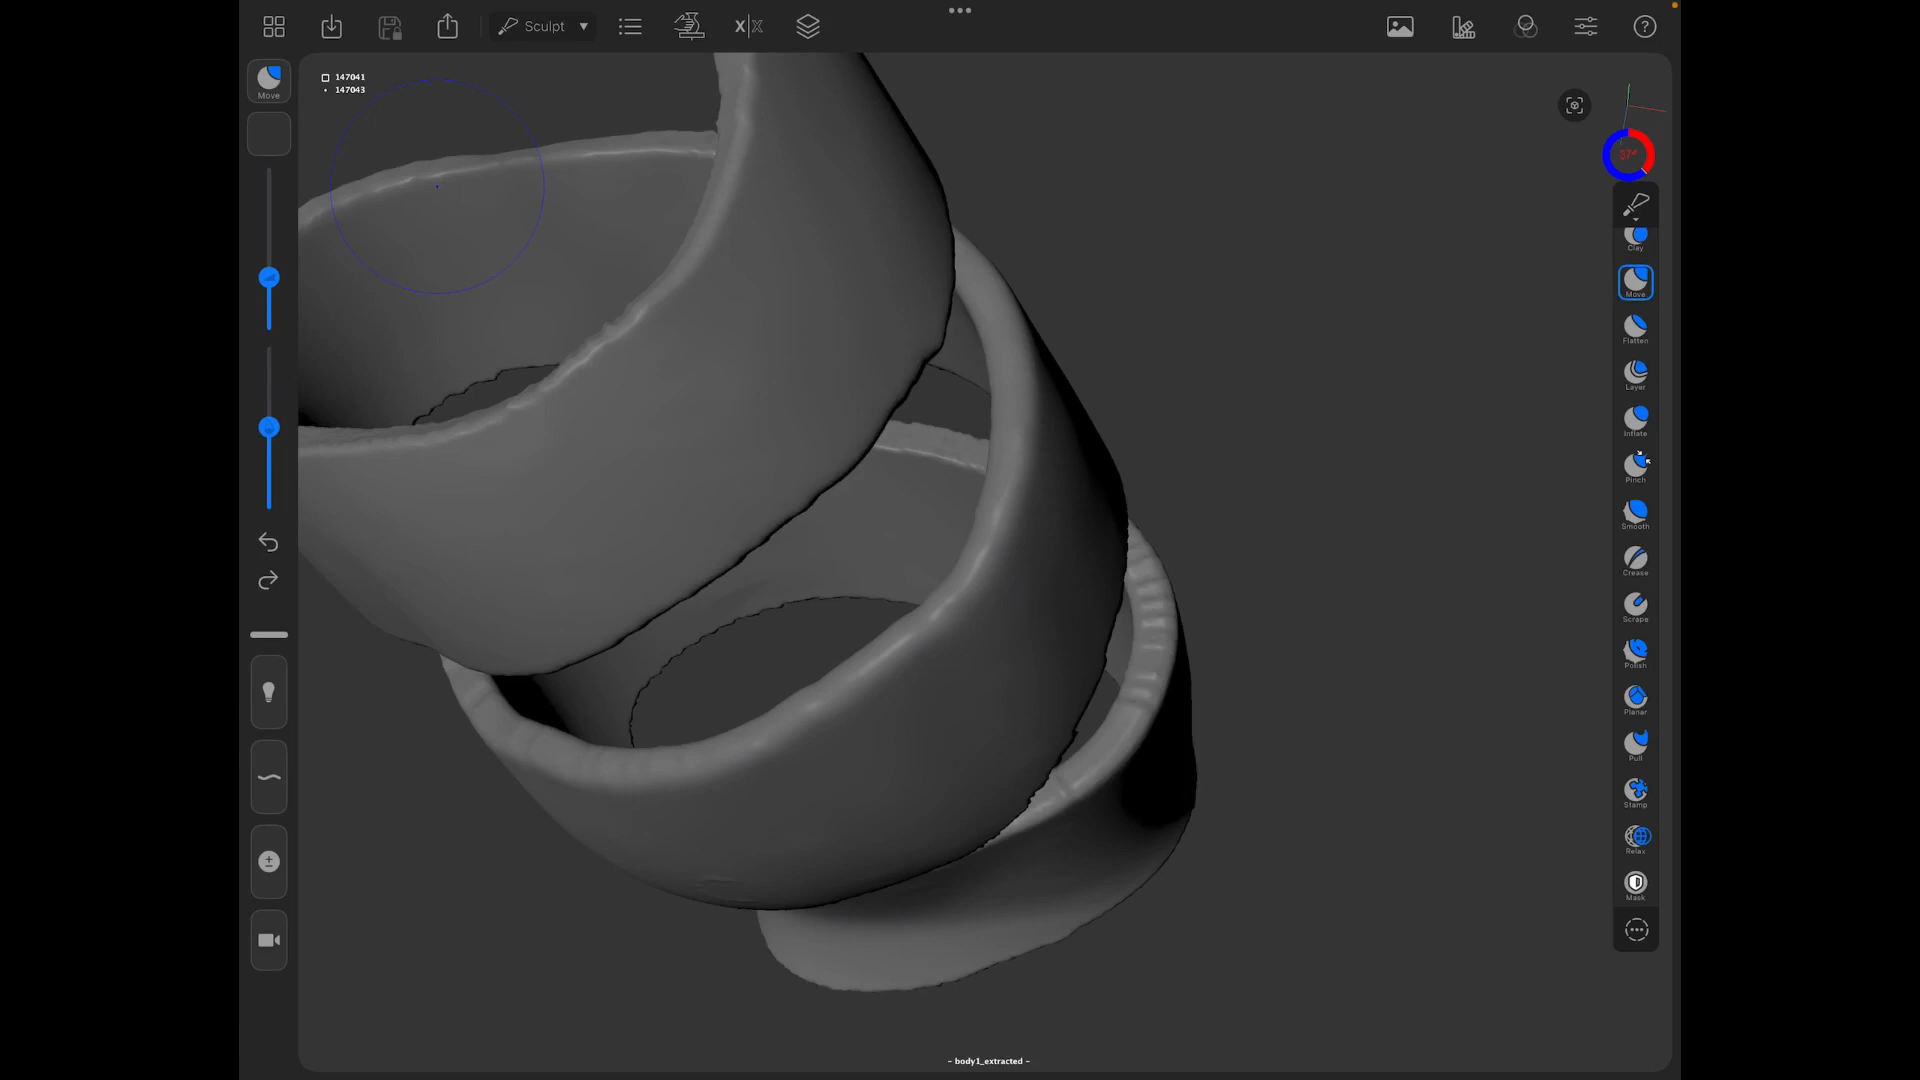 Sculpt ▼
X|X
?
Move
147041
147043
37°
Clay
Move
Flatten
Layer
Inflate
Pinch
Smooth
Crease
Scrape
Polish
Planar
Pull
Stamp
Relax
Mask
- body1_extracted -